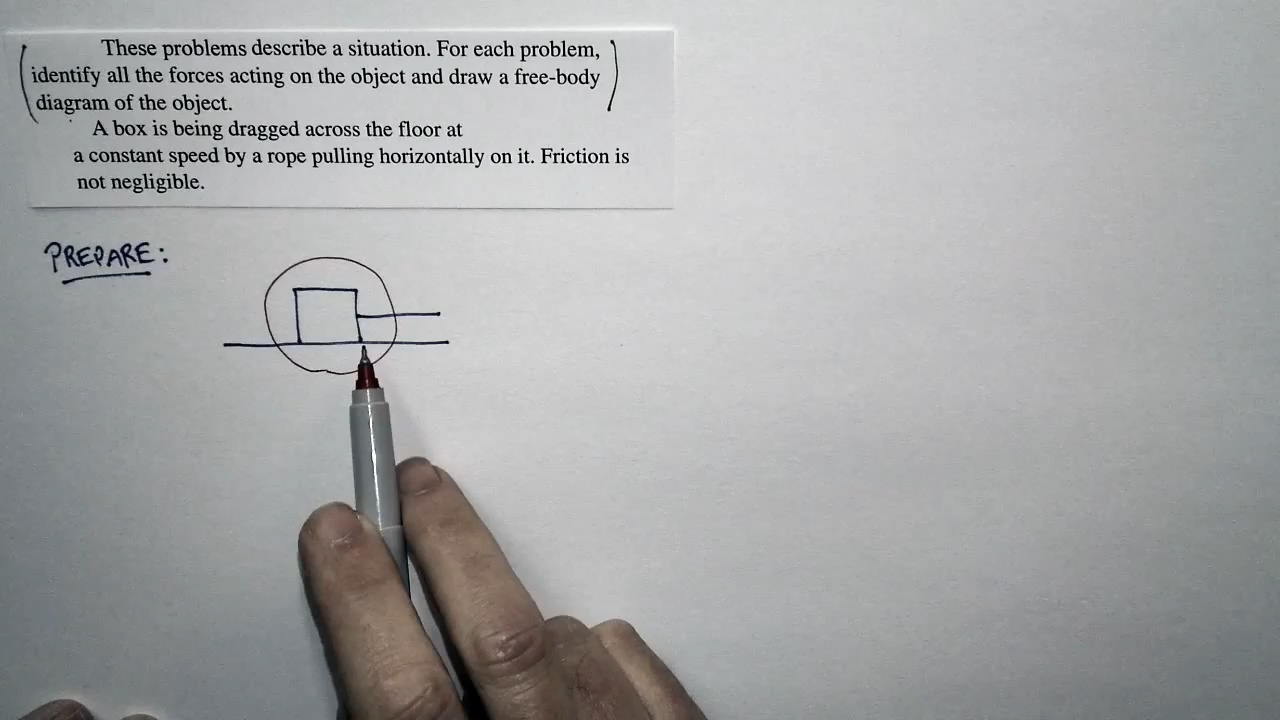 These problems describe a situation. For each problem,
identify all the forces acting on the object and draw a free-body
diagram of the object.
A box is being dragged across the floor at
a constant speed by a rope pulling horizontally on it. Friction is
not negligible.
PREPARE: